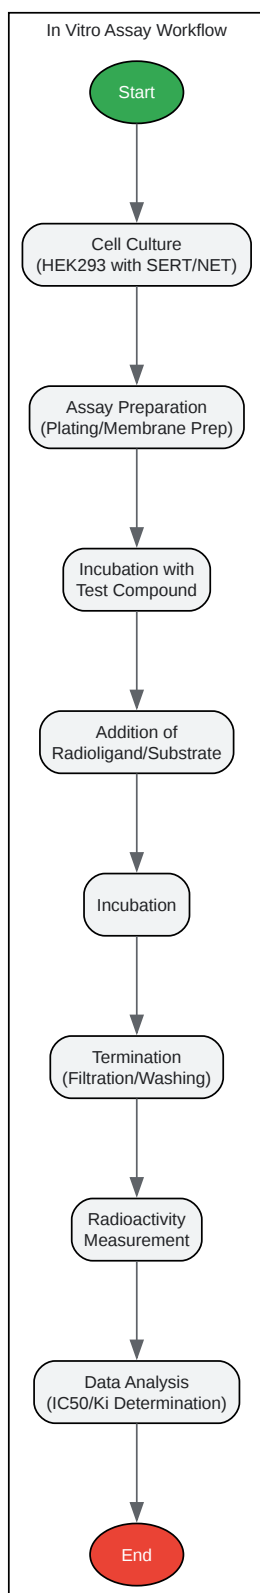 In Vitro Assay Workflow
Start
Cell Culture
(HEK293 with SERT/NET)
Assay Preparation
(Plating/Membrane Prep)
Incubation with
Test Compound
Addition of
Radioligand/Substrate
Incubation
Termination
(Filtration/Washing)
Radioactivity
Measurement
Data Analysis
(IC50/Ki Determination)
End